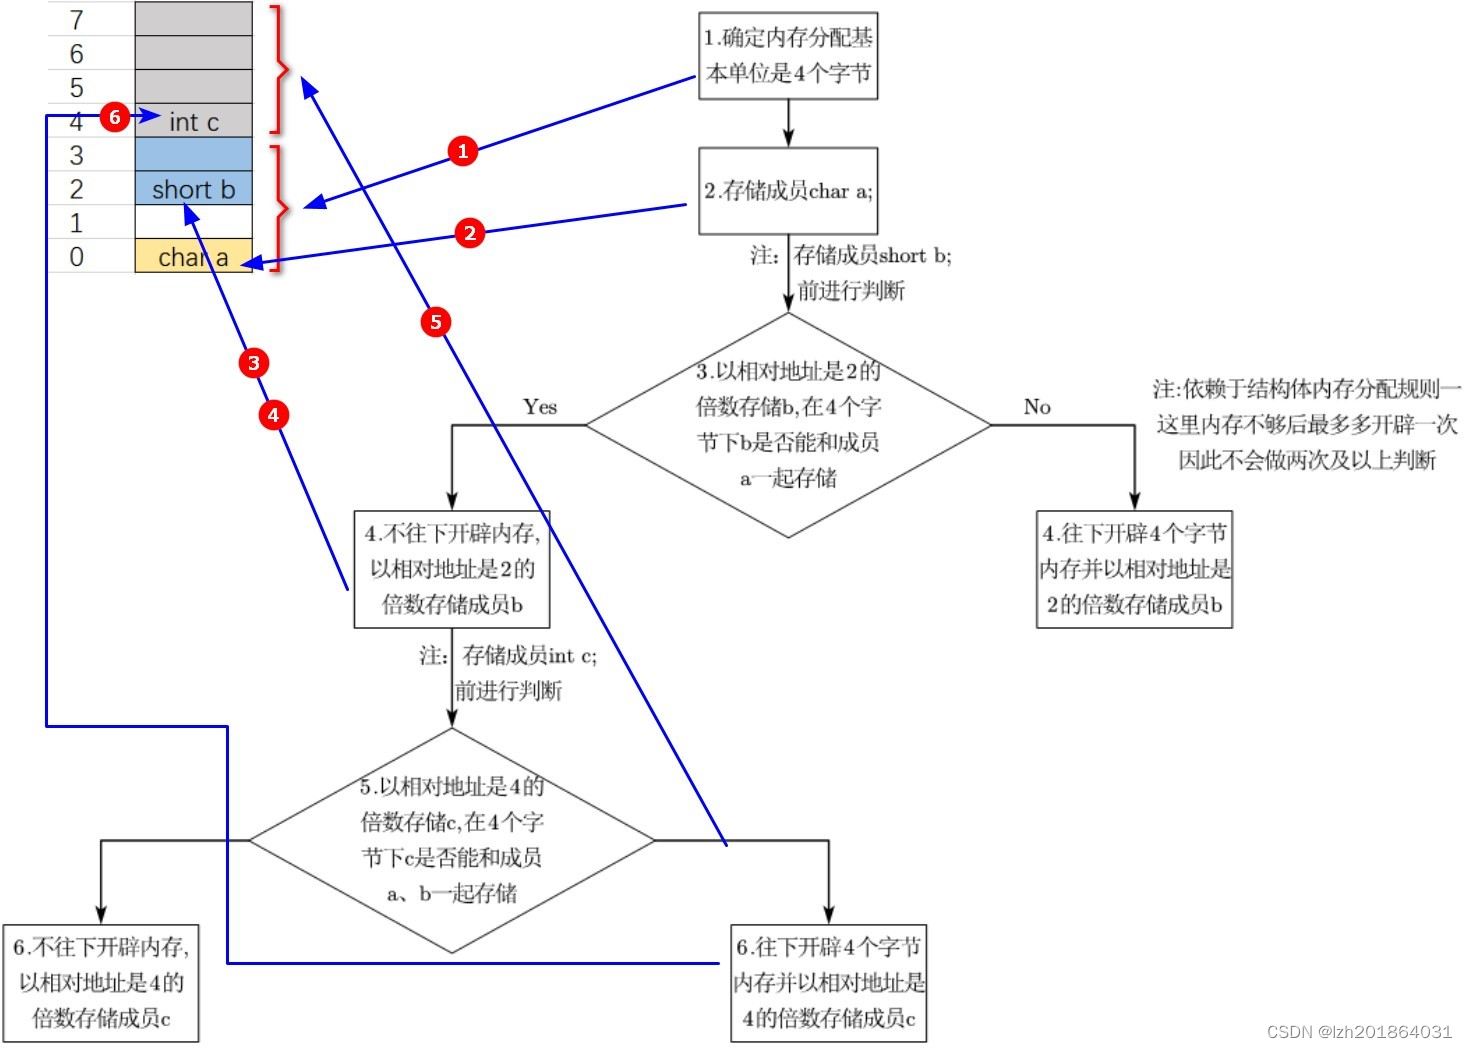 7
6
5
4
int c
3
2
short b
1
0
char a
6
1
2
5
3
4
1.确定内存分配基
本单位是4个字节
2.存储成员char a;
注: 存储成员short b;
前进行判断
3.以相对地址是2的
倍数存储b,在4个字
节下b是否能和成员
a一起存储
Yes
No
注:依赖于结构体内存分配规则一
这里内存不够后最多多开辟一次
因此不会做两次及以上判断
4.不往下开辟内存,
以相对地址是2的
倍数存储成员b
4.往下开辟4个字节
内存并以相对地址是
2的倍数存储成员b
注: 存储成员int c;
前进行判断
5.以相对地址是4的
倍数存储c,在4个字
节下c是否能和成员
a、b一起存储
6.不往下开辟内存,
以相对地址是4的
倍数存储成员c
6.往下开辟4个字节
内存并以相对地址是
4的倍数存储成员c
CSDN @lzh201864031